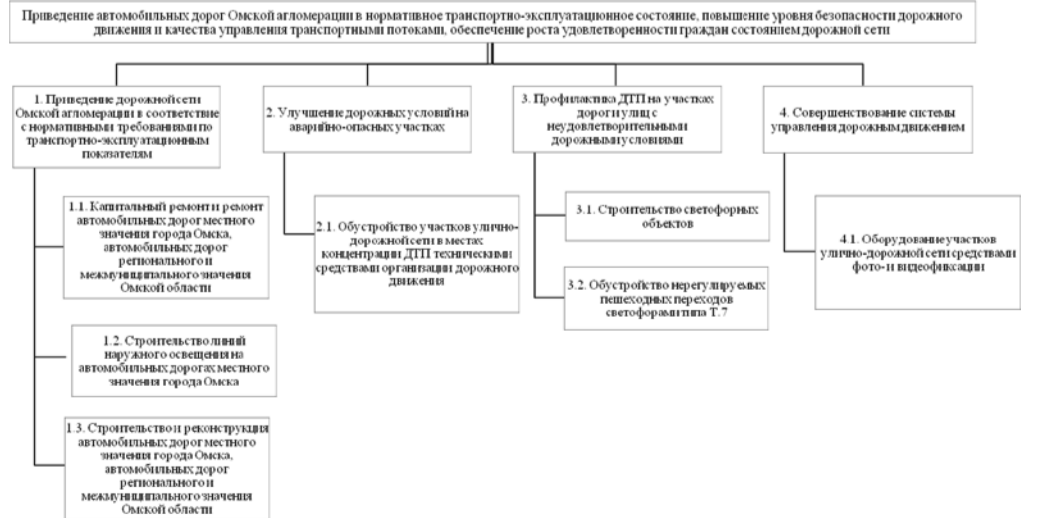 Приведение автомобильных дорог Омской агломерации в нормативное транспортно-эксплуатационное состояние, повышение уровня безопасности дорожного
движения и качества управления транспортными потоками, обеспечение роста удовлетворенности граждан состоянием дорожной сети
1. Приведение дорожной сети
Омской агломерации в соответствие
с нормативными требованиями по
транспортно-эксплуатационным
показателям
2. Улучшение дорожных условий на
аварийно-опасных участках
3. Профилактика ДТП на участках
дорог и улиц с
неудовлетворительными
дорожными условиями
4. Совершенствование системы
управления дорожным движением
1.1. Капитальный ремонт и ремонт
автомобильных дорог местного
значения города Омска,
автомобильных дорог
регионального и
межмуниципального значения
Омской области
1.2. Строительство линий
наружного освещения на
автомобильных дорогах местного
значения города Омска
1.3. Строительство и реконструкция
автомобильных дорог местного
значения города Омска,
автомобильных дорог
регионального и
межмуниципального значения
Омской области
2.1. Обустройство участков улично-
дорожной сети в местах
концентрации ДТП техническими
средствами организации дорожного
движения
3.1. Строительство светофорных
объектов
3.2. Обустройство нерегулируемых
пешеходных переходов
светофорами типа Т.7
4.1. Оборудование участков
улично-дорожной сети средствами
фото- и видеофиксации